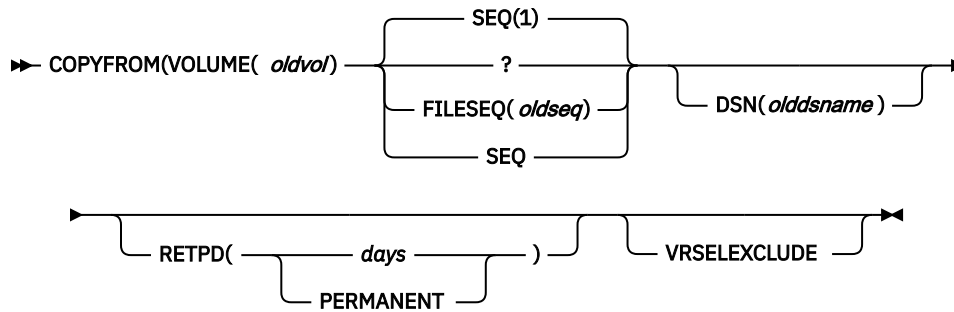 SEQ(1)
COPYFROM(VOLUME( oldvol) ?
FILESEQ( oldseq) DSN( olddsname )
SEQ
RETPD( days ) VRSELEXCLUDE
PERMANENT